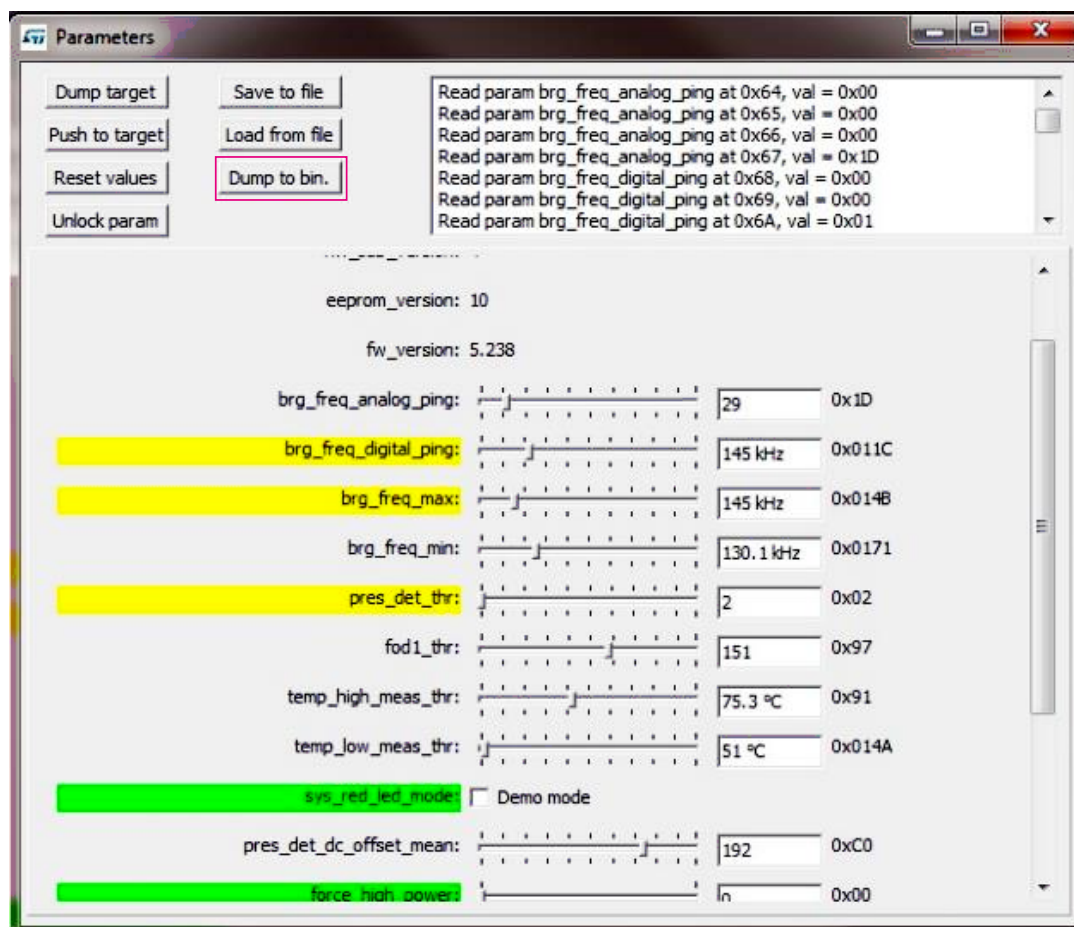 Parameters
Dump target Save to file
Push to target Load from file
Reset values Dump to bin.
Unlock param
Read param brg_freq_analog_ping at 0x64, val = 0x00
Read param brg_freq_analog_ping at 0x65, val = 0x00
Read param brg_freq_analog_ping at 0x66, val = 0x00
Read param brg_freq_analog_ping at 0x67, val = 0x1D
Read param brg_freq_digital_ping at 0x68, val = 0x00
Read param brg_freq_digital_ping at 0x69, val = 0x00
Read param brg_freq_digital_ping at 0x6A, val = 0x01
eeprom_version: 10
fw_version: 5.238
brg_freq_analog_ping: 29 0x1D
brg_freq_digital_ping: 145 kHz 0x011C
brg_freq_max: 145 kHz 0x014B
brg_freq_min: 130.1 kHz 0x0171
pres_det_thr: 2 0x02
fod1_thr: 151 0x97
temp_high_meas_thr: 75.3 ºC 0x91
temp_low_meas_thr: 51 ºC 0x014A
sys_red_led_mode: Demo mode
pres_det_dc_offset_mean: 192 0xC0
force_high_power: 0 0x00